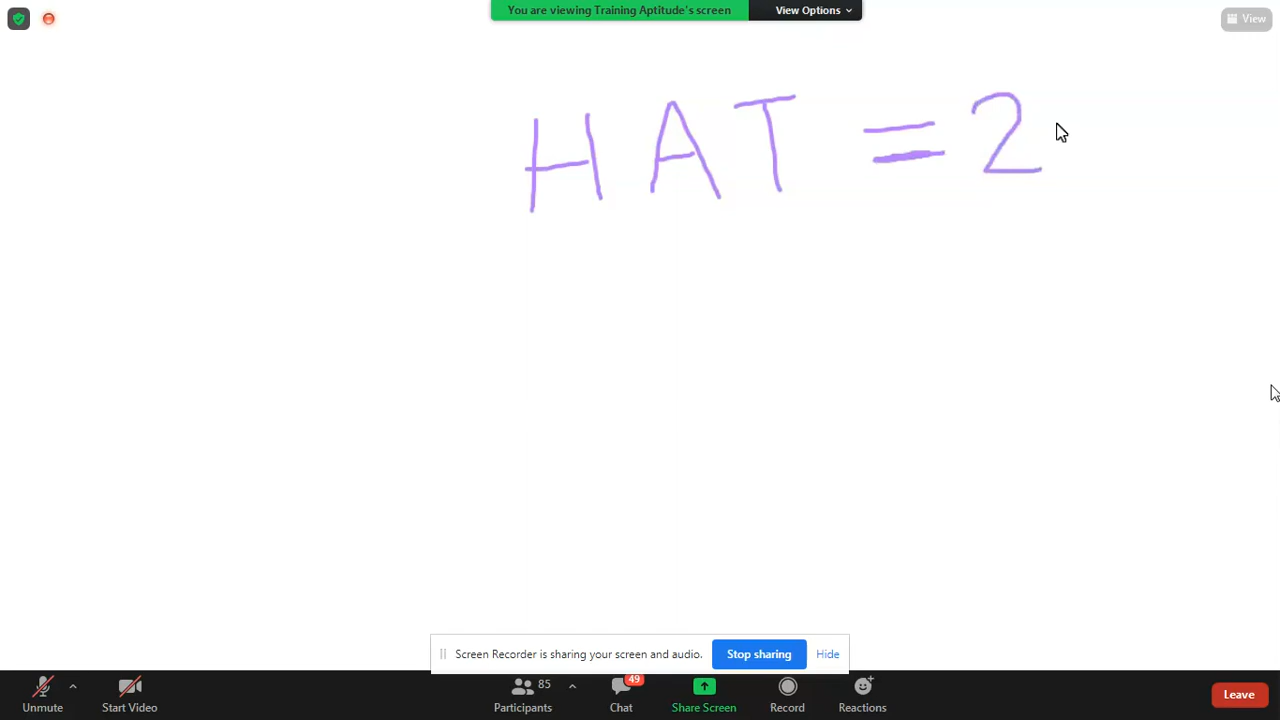 You are viewing Training Aptitude's screen View Options View
HAT = 2
Screen Recorder is sharing your screen and audio. Stop sharing Hide
85 49
Unmute Start Video Participants Chat Share Screen Record Reactions Leave